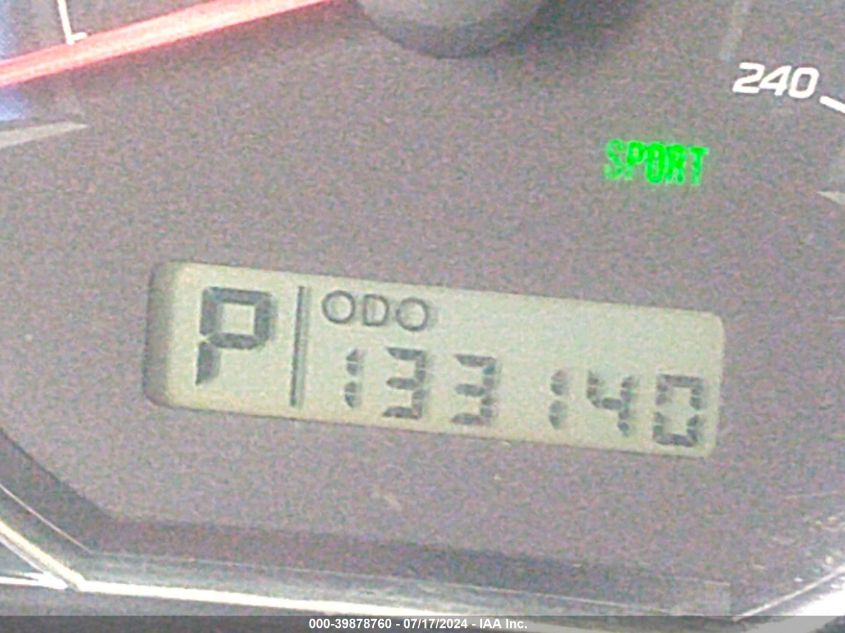 240
SPORT
P ODO
133140
000-39878760 - 07/17/2024 - IAA Inc.